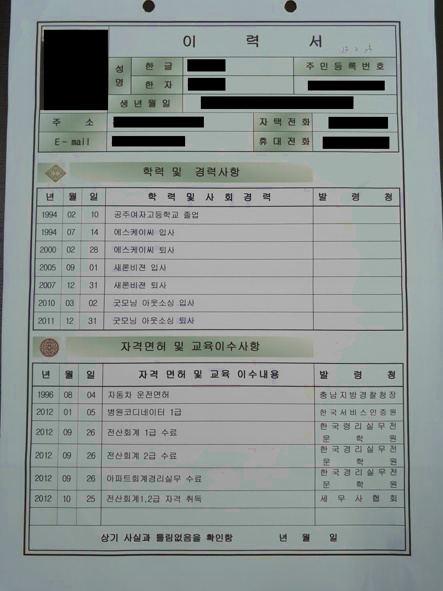 이 력 서
성명
한 글
주 민 등 록 번 호
한 자
생 년 월 일
주 소
자 택 전 화
E-mail
휴 대 전 화
학력 및 경력사항
년 월 일 학 력 및 사 회 경 력 발 령 청
1994 02 10 공주여자고등학교 졸업
1994 07 14 에스케이씨 입사
2000 02 28 에스케이씨 퇴사
2005 09 01 새론비젼 입사
2007 12 31 새론비젼 퇴사
2010 03 02 굿모닝 아웃소싱 입사
2011 12 31 굿모닝 아웃소싱 퇴사
자격면허 및 교육이수사항
년 월 일 자격 면허 및 교육 이수내용 발 령 청
1996 08 04 자동차 운전면허 충남지방경찰청장
2012 01 05 병원코디네이터 1급 한국서비스인증원
2012 09 26 전산회계 1급 수료 한국경리실무전
문 학 원
2012 09 26 전산회계 2급 수료 한국경리실무전
문 학 원
2012 09 26 아파트회계경리실무 수료 한국경리실무전
문 학 원
2012 10 25 전산회계1,2급 자격 취득 세 무 사 협 회
상기 사실과 틀림없음을 확인함 년 월 일